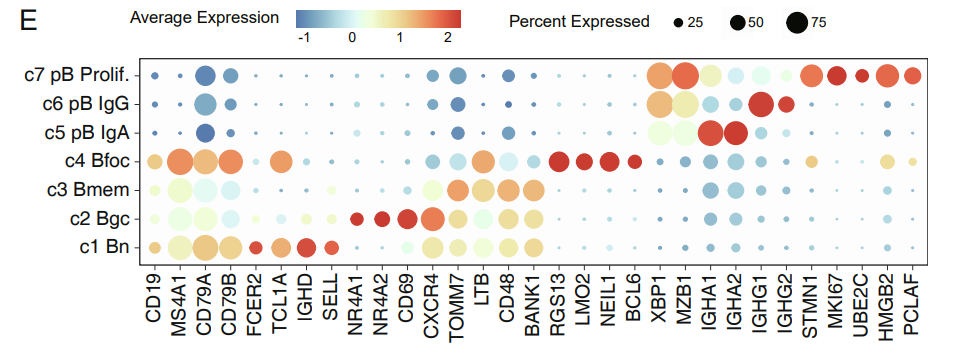 E
Average Expression
-1 0 1 2
Percent Expressed
25 50 75
c7 pB Prolif.
c6 pB IgG
c5 pB IgA
c4 Bfoc
c3 Bmem
c2 Bgc
c1 Bn
CD19
MS4A1
CD79A
CD79B
FCER2
TCL1A
IGHD
SELL
NR4A1
NR4A2
CD69
CXCR4
TOMM7
LTB
CD48
BANK1
RGS13
LMO2
NEIL1
BCL6
XBP1
MZB1
IGHA1
IGHA2
IGHG1
IGHG2
STMN1
MKI67
UBE2C
HMGB2
PCLAF